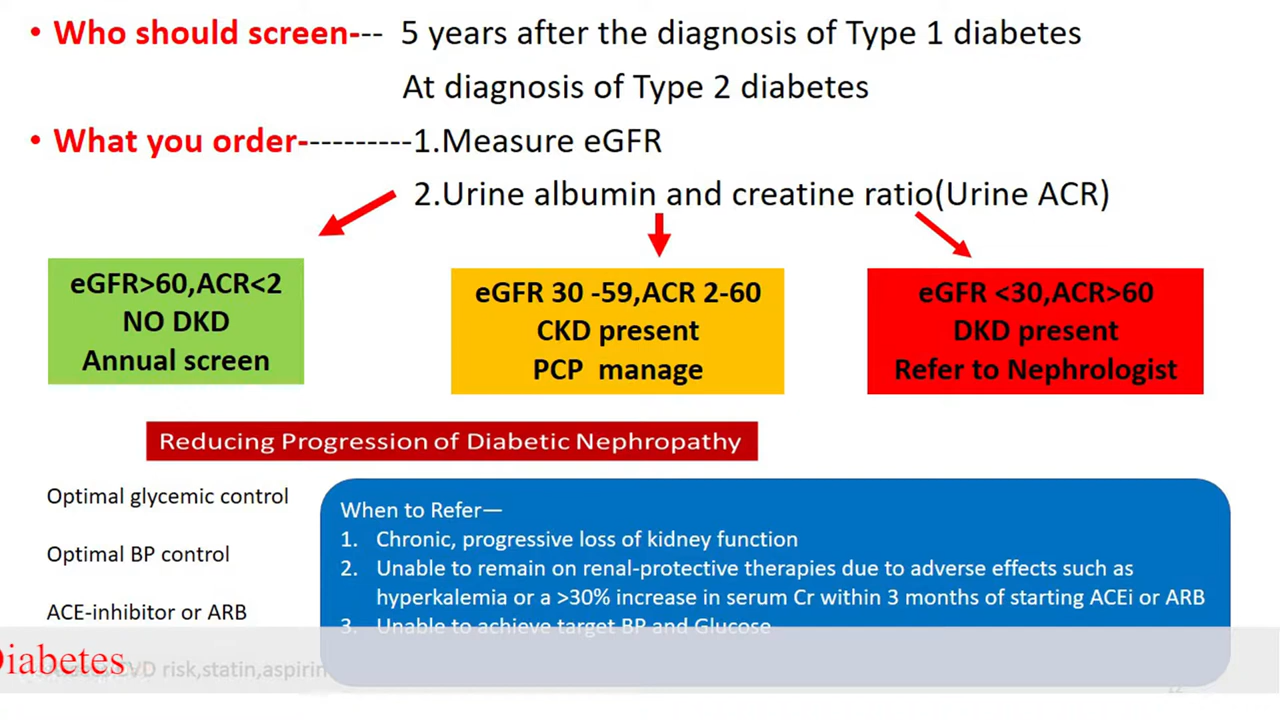 • Who should screen--- 5 years after the diagnosis of Type 1 diabetes
At diagnosis of Type 2 diabetes
• What you order----------1.Measure eGFR
2.Urine albumin and creatine ratio(Urine ACR)
eGFR>60,ACR<2
NO DKD
Annual screen
eGFR 30 -59,ACR 2-60
CKD present
PCP manage
eGFR <30,ACR>60
DKD present
Refer to Nephrologist
Reducing Progression of Diabetic Nephropathy
Optimal glycemic control
Optimal BP control
ACE-inhibitor or ARB
CVD risk,statin,aspirin
When to Refer—
1. Chronic, progressive loss of kidney function
2. Unable to remain on renal-protective therapies due to adverse effects such as
hyperkalemia or a >30% increase in serum Cr within 3 months of starting ACEi or ARB
3. Unable to achieve target BP and Glucose
Diabetes